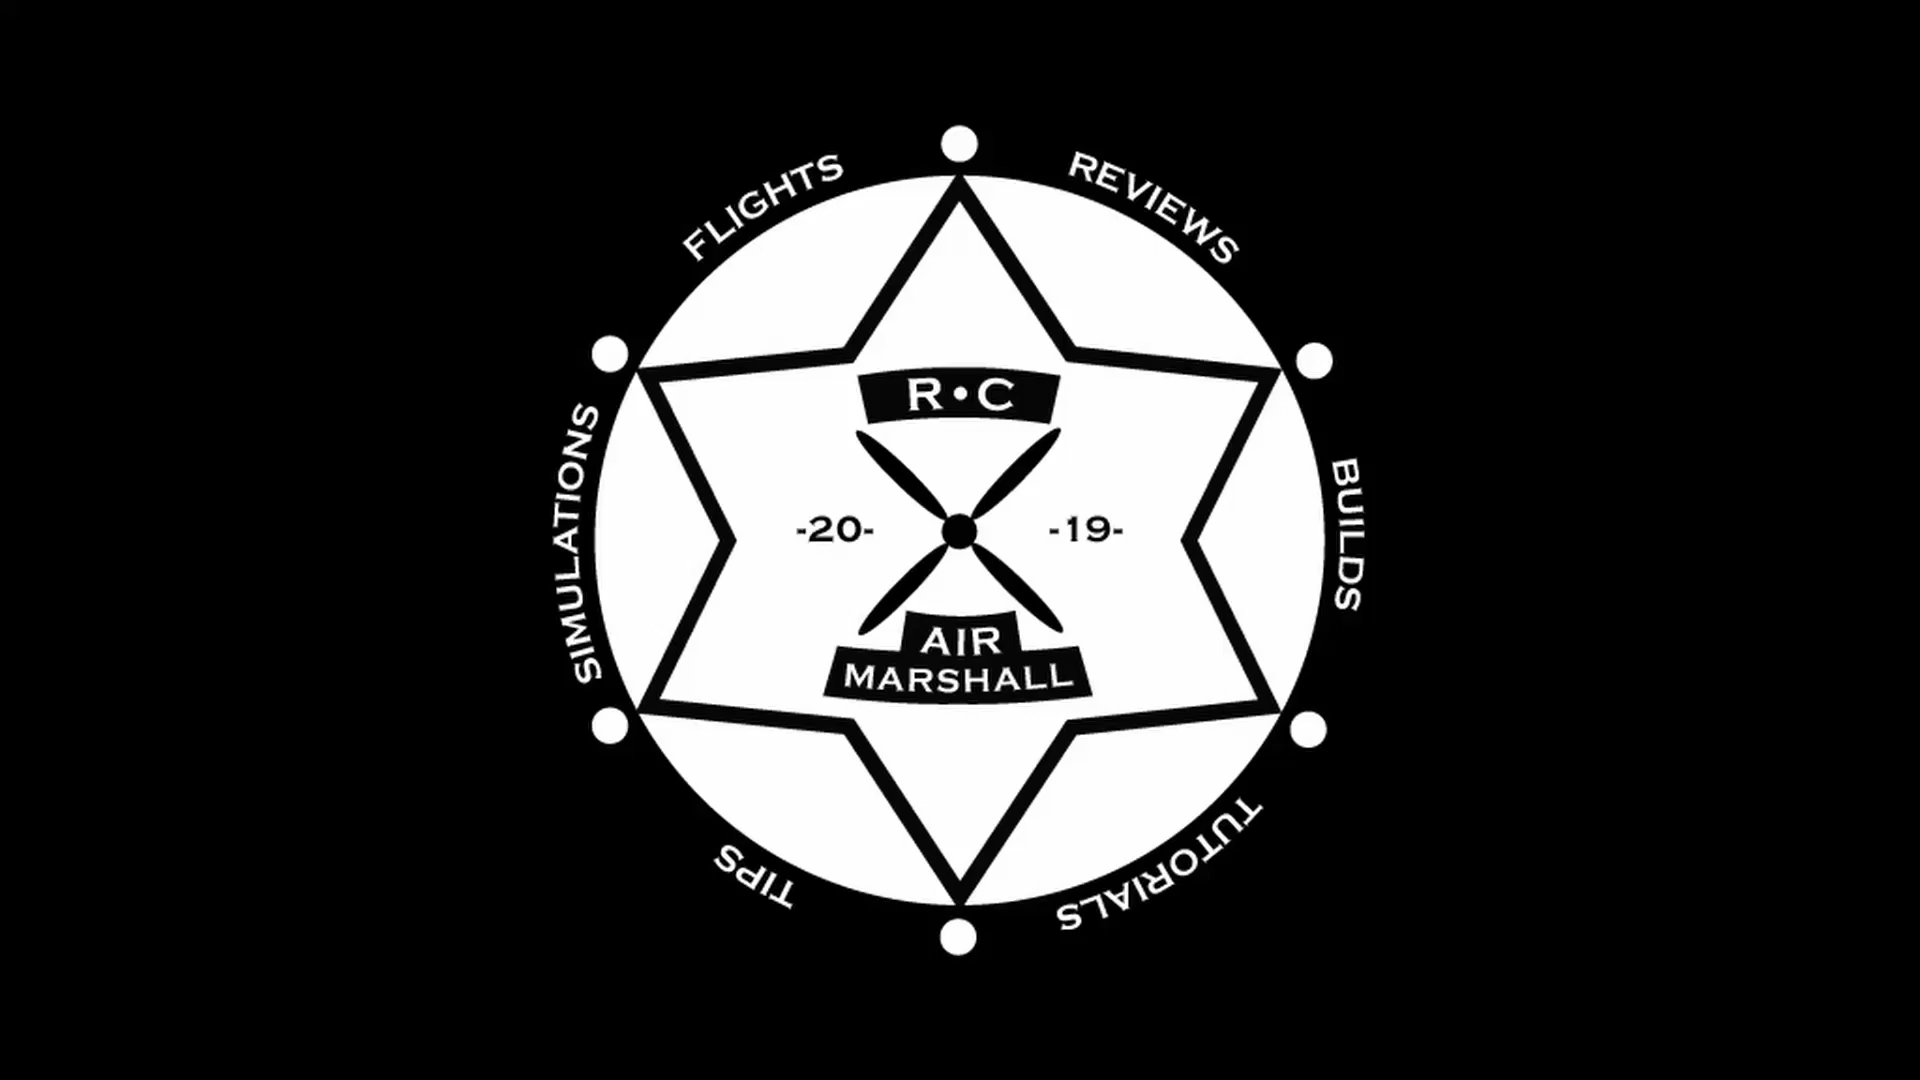 FLIGHTS
REVIEWS
BUILDS
TUTORIALS
TIPS
SIMULATIONS
R•C
-20- -19-
AIR
MARSHALL